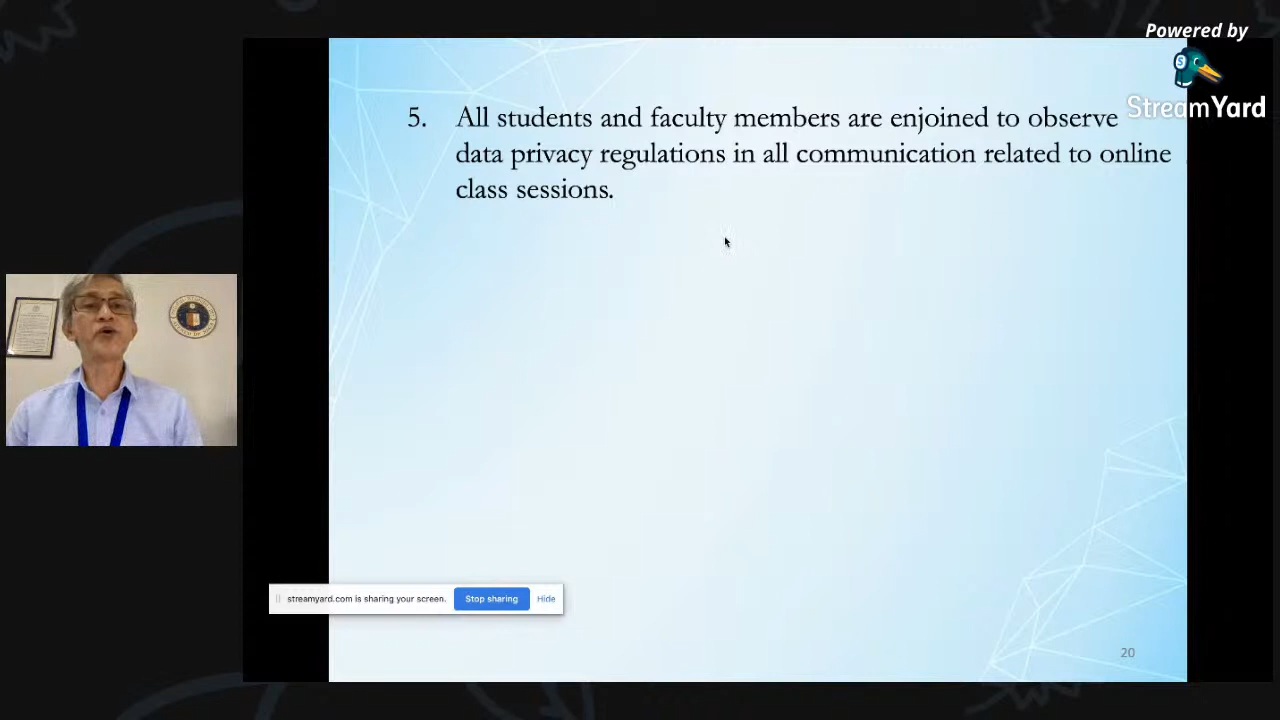 Powered by
StreamYard
5. All students and faculty members are enjoined to observe
data privacy regulations in all communication related to online
class sessions.
streamyard.com is sharing your screen. Stop sharing Hide
20